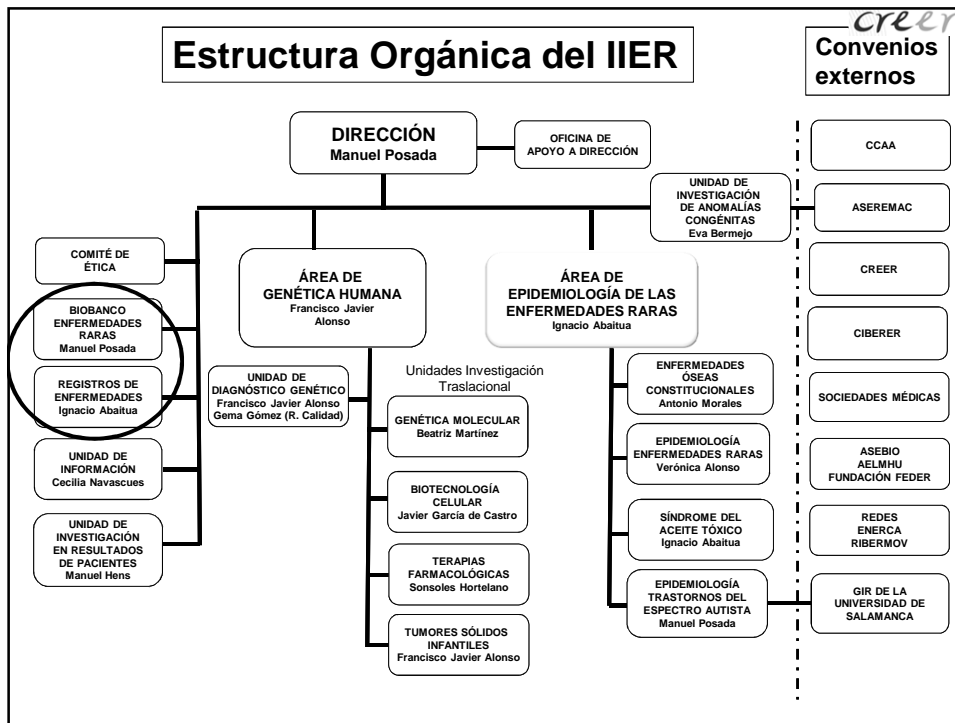 creer
Estructura Orgánica del IIER
Convenios
externos
DIRECCIÓN
Manuel Posada
OFICINA DE
APOYO A DIRECCIÓN
UNIDAD DE
INVESTIGACIÓN
DE ANOMALÍAS
CONGÉNITAS
Eva Bermejo
COMITÉ DE
ÉTICA
BIOBANCO
ENFERMEDADES
RARAS
Manuel Posada
REGISTROS DE
ENFERMEDADES
Ignacio Abaitua
UNIDAD DE
INFORMACIÓN
Cecilia Navascues
UNIDAD DE
INVESTIGACIÓN
EN RESULTADOS
DE PACIENTES
Manuel Hens
ÁREA DE
GENÉTICA HUMANA
Francisco Javier
Alonso
UNIDAD DE
DIAGNÓSTICO GENÉTICO
Francisco Javier Alonso
Gema Gómez (R. Calidad)
Unidades Investigación
Traslacional
GENÉTICA MOLECULAR
Beatriz Martínez
BIOTECNOLOGÍA
CELULAR
Javier García de Castro
TERAPIAS
FARMACOLÓGICAS
Sonsoles Hortelano
TUMORES SÓLIDOS
INFANTILES
Francisco Javier Alonso
ÁREA DE
EPIDEMIOLOGÍA DE LAS
ENFERMEDADES RARAS
Ignacio Abaitua
ENFERMEDADES
ÓSEAS
CONSTITUCIONALES
Antonio Morales
EPIDEMIOLOGÍA
ENFERMEDADES RARAS
Verónica Alonso
SÍNDROME DEL
ACEITE TÓXICO
Ignacio Abaitua
EPIDEMIOLOGÍA
TRASTORNOS DEL
ESPECTRO AUTISTA
Manuel Posada
CCAA
ASEREMAC
CREER
CIBERER
SOCIEDADES MÉDICAS
ASEBIO
AELMHU
FUNDACIÓN FEDER
REDES
ENERCA
RIBERMOV
GIR DE LA
UNIVERSIDAD DE
SALAMANCA